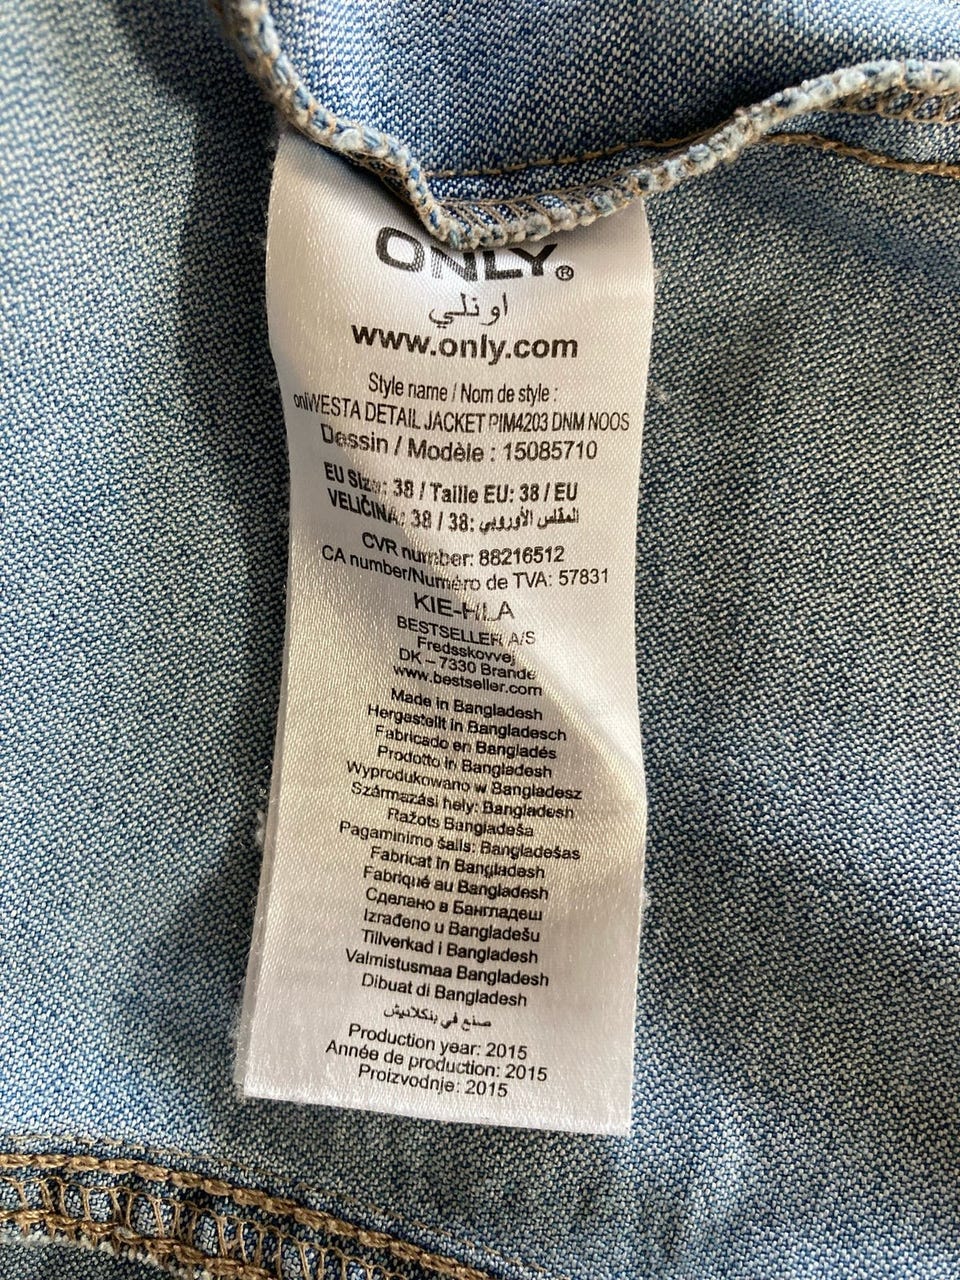 ONLY®
اونلي
www.only.com
Style name / Nom de style :
onlWESTA DETAIL JACKET PIM4203 DNM NOOS
Dessin / Modèle : 15085710
EU Size: 38 / Taille EU: 38 / EU
VELIČINA: 38 / 38: المقاس الأوروبي
CVR number: 88216512
CA number/Numéro de TVA: 57831
KIE-HLA
BESTSELLER A/S
Fredsskovvej
DK – 7330 Brande
www.bestseller.com
Made in Bangladesh
Hergestellt in Bangladesch
Fabricado en Bangladés
Prodotto in Bangladesh
Wyprodukowano w Bangladesz
Származási hely: Bangladesh
Ražots Bangladeša
Pagaminimo šalis: Bangladešas
Fabricat în Bangladesh
Fabriqué au Bangladesh
Сделано в Бангладеш
Izrađeno u Bangladešu
Tillverkad i Bangladesh
Valmistusmaa Bangladesh
Dibuat di Bangladesh
صنع في بنكلاديش
Production year: 2015
Année de production: 2015
Proizvodnje: 2015